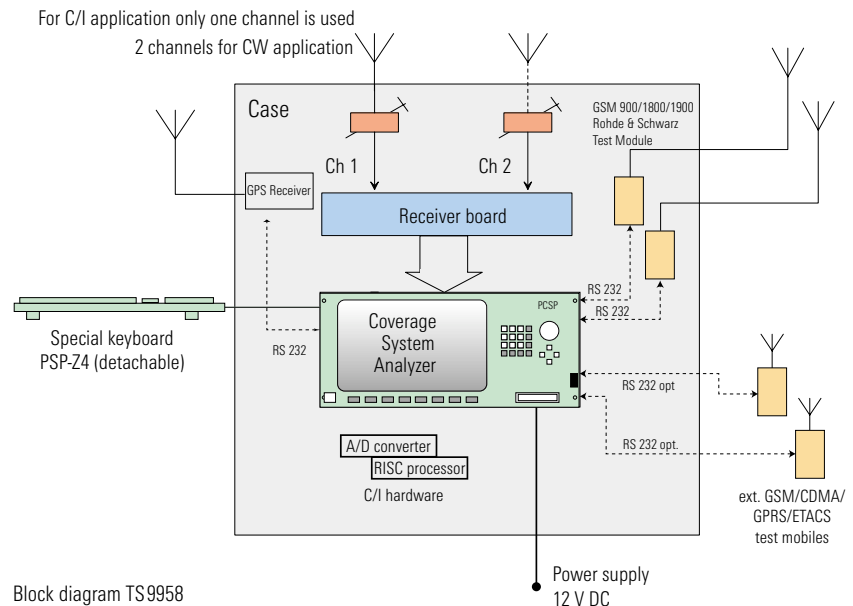 For C/I application only one channel is used
2 channels for CW application
Case
GSM 900/1800/1900
Rohde & Schwarz
Test Module
Ch 1
Ch 2
GPS Receiver
Receiver board
RS 232
RS 232
PCSP
Coverage
System
Analyzer
Special keyboard
PSP-Z4 (detachable)
RS 232
RS 232 opt
RS 232 opt.
A/D converter
RISC processor
C/I hardware
ext. GSM/CDMA/
GPRS/ETACS
test mobiles
Power supply
12 V DC
Block diagram TS9958